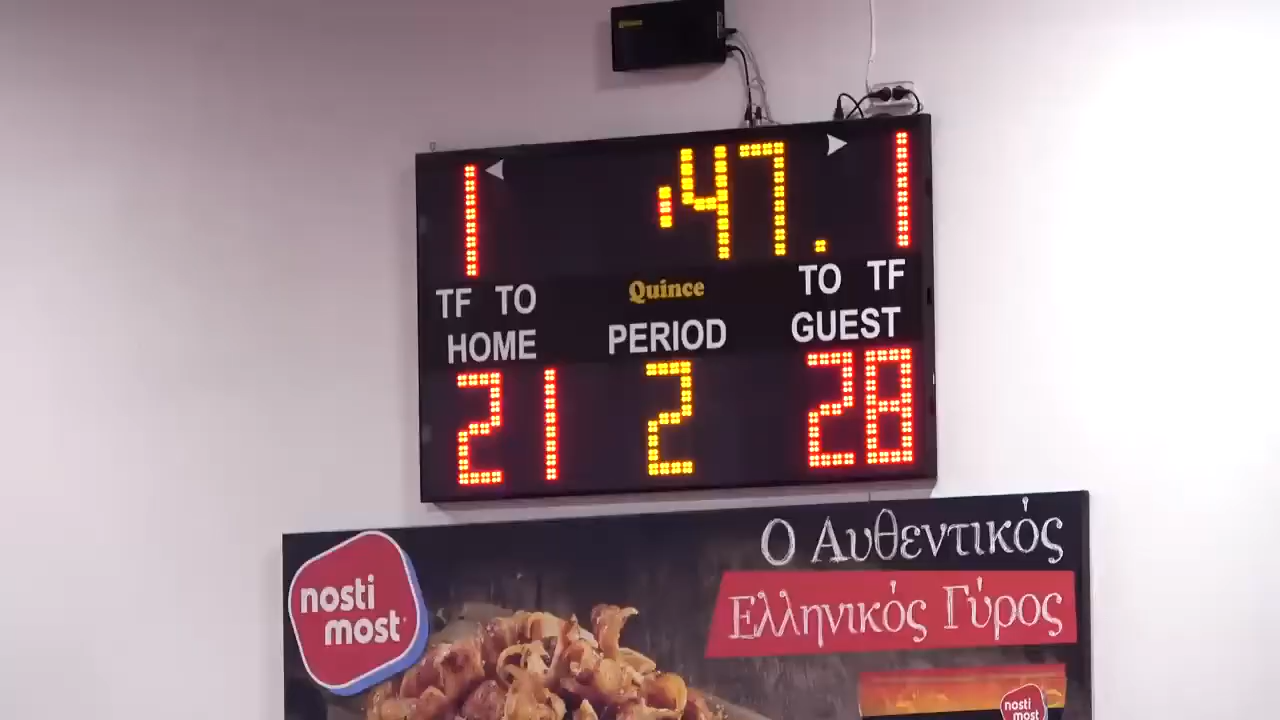 Quince
1 47. 1
TF TO Quince TO TF
HOME PERIOD GUEST
21 2 28
nosti
most
Ο Αυθεντικός
Ελληνικός Γύρος
nosti
most